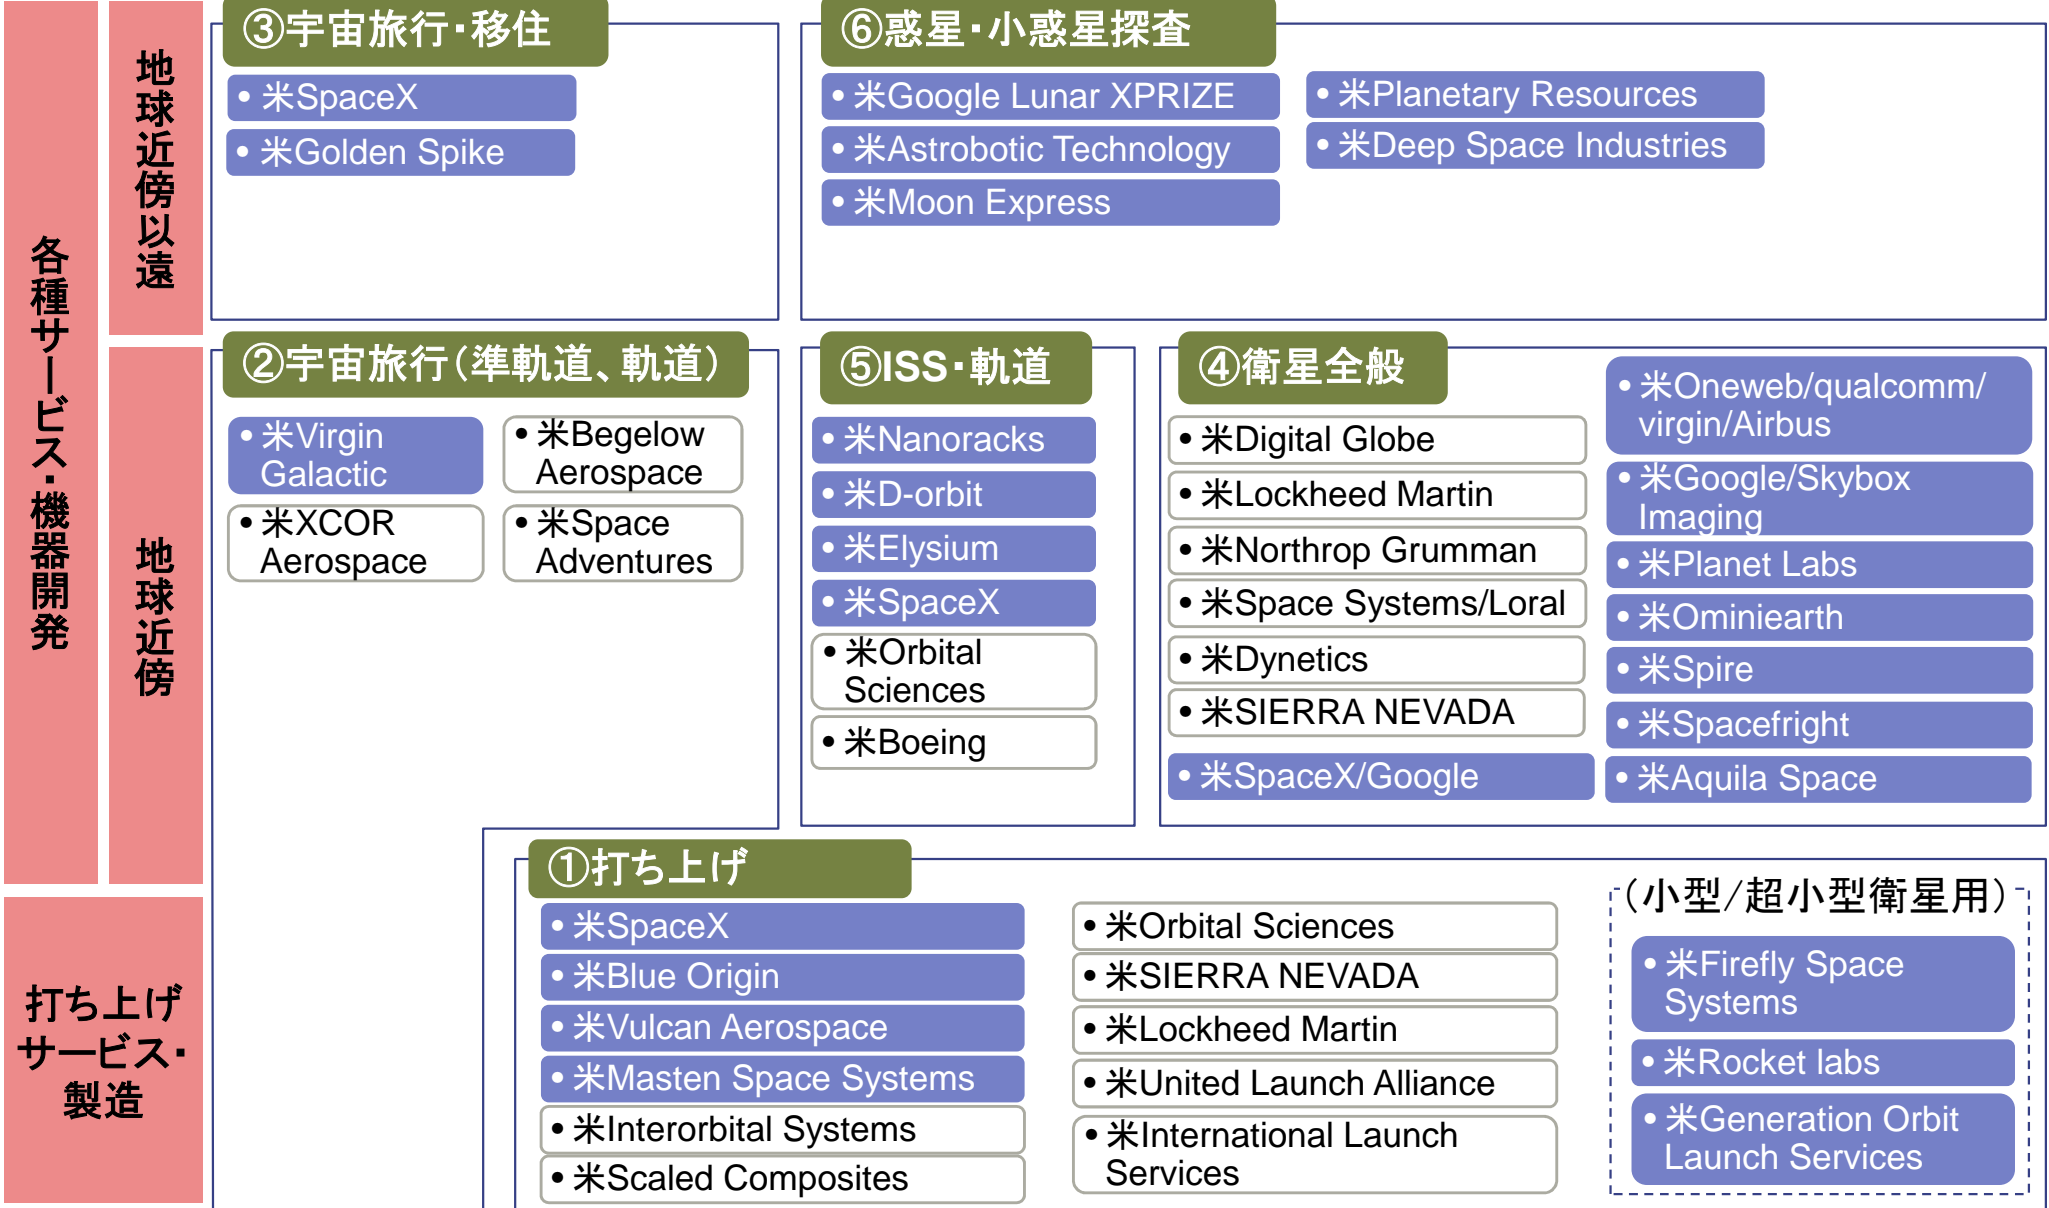 各種サービス・機器開発
地球近傍以遠
③宇宙旅行・移住
• 米SpaceX
• 米Golden Spike
⑥惑星・小惑星探査
• 米Google Lunar XPRIZE
• 米Astrobotic Technology
• 米Moon Express
• 米Planetary Resources
• 米Deep Space Industries
地球近傍
②宇宙旅行（準軌道、軌道）
• 米Virgin
Galactic
• 米XCOR
Aerospace
• 米Begelow
Aerospace
• 米Space
Adventures
⑤ISS・軌道
• 米Nanoracks
• 米D-orbit
• 米Elysium
• 米SpaceX
• 米Orbital
Sciences
• 米Boeing
④衛星全般
• 米Digital Globe
• 米Lockheed Martin
• 米Northrop Grumman
• 米Space Systems/Loral
• 米Dynetics
• 米SIERRA NEVADA
• 米SpaceX/Google
• 米Oneweb/qualcomm/
virgin/Airbus
• 米Google/Skybox
Imaging
• 米Planet Labs
• 米Ominiearth
• 米Spire
• 米Spacefright
• 米Aquila Space
打ち上げ
サービス・
製造
①打ち上げ
• 米SpaceX
• 米Blue Origin
• 米Vulcan Aerospace
• 米Masten Space Systems
• 米Interorbital Systems
• 米Scaled Composites
• 米Orbital Sciences
• 米SIERRA NEVADA
• 米Lockheed Martin
• 米United Launch Alliance
• 米International Launch
Services
（小型/超小型衛星用）
• 米Firefly Space
Systems
• 米Rocket labs
• 米Generation Orbit
Launch Services